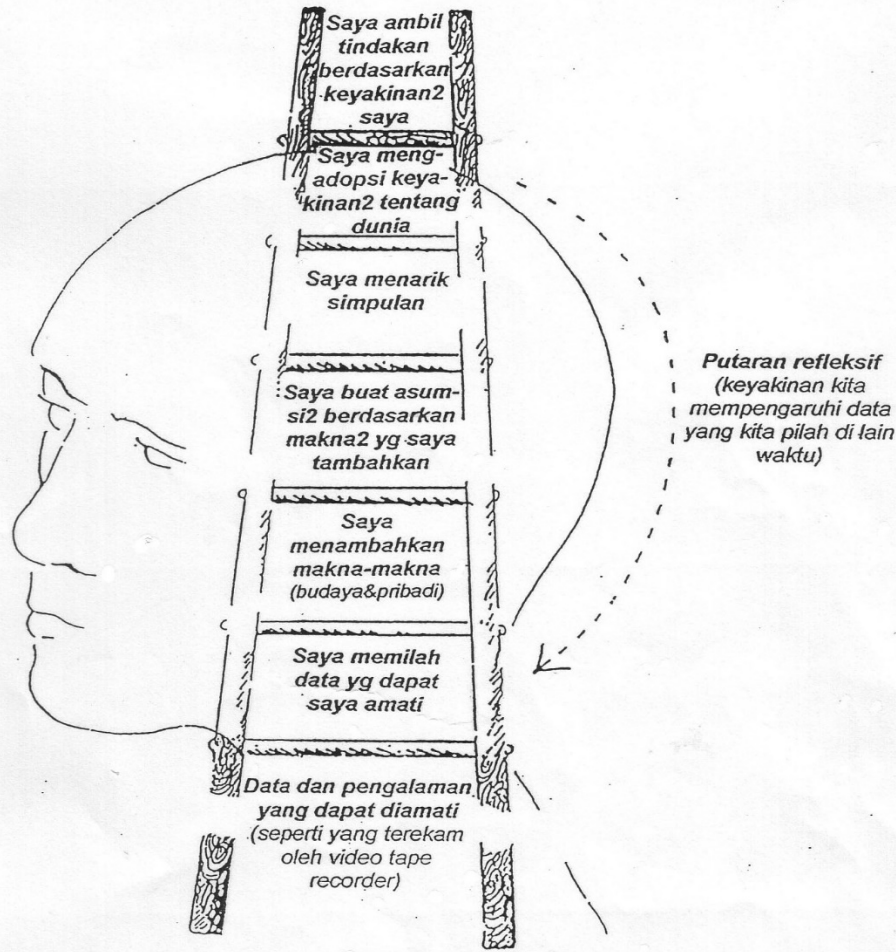 Saya ambil
tindakan
berdasarkan
keyakinan2
saya
Saya meng-
adopsi keya-
kinan2 tentang
dunia
Saya menarik
simpulan
Saya buat asum-
si2 berdasarkan
makna2 yg saya
tambahkan
Saya
menambahkan
makna-makna
(budaya&pribadi)
Saya memilah
data yg dapat
saya amati
Data dan pengalaman
yang dapat diamati
(seperti yang terekam
oleh video tape
recorder)
Putaran refleksif
(keyakinan kita
mempengaruhi data
yang kita pilah di lain
waktu)